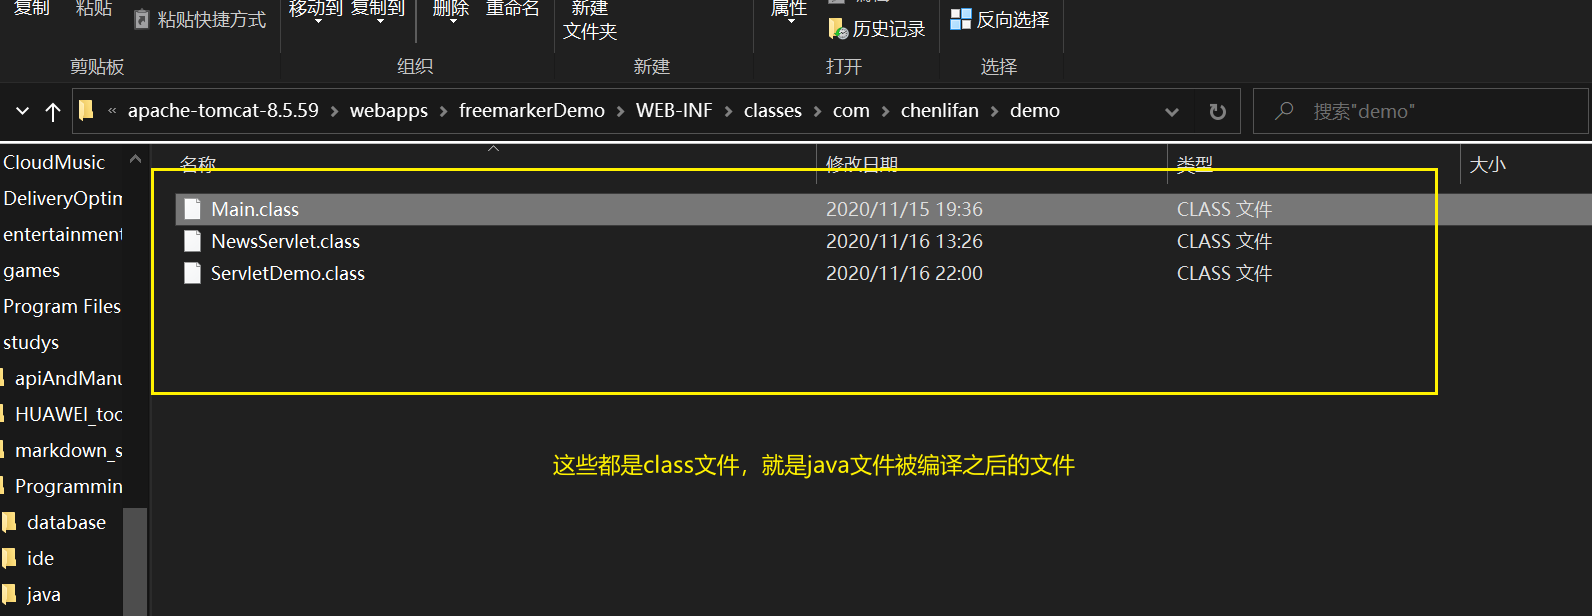 复制 粘贴 移动到 复制到 删除 重命名 新建 属性
粘贴快捷方式 文件夹 历史记录 反向选择
剪贴板 组织 新建 打开 选择
« apache-tomcat-8.5.59 > webapps > freemarkerDemo > WEB-INF > classes > com > chenlifan > demo 搜索"demo"
名称 修改日期 类型 大小
Main.class 2020/11/15 19:36 CLASS 文件
NewsServlet.class 2020/11/16 13:26 CLASS 文件
ServletDemo.class 2020/11/16 22:00 CLASS 文件
这些都是class文件，就是java文件被编译之后的文件
CloudMusic
DeliveryOptim
entertainment
games
Program Files
studys
apiAndManu
HUAWEI_too
markdown_s
Programmin
database
ide
java